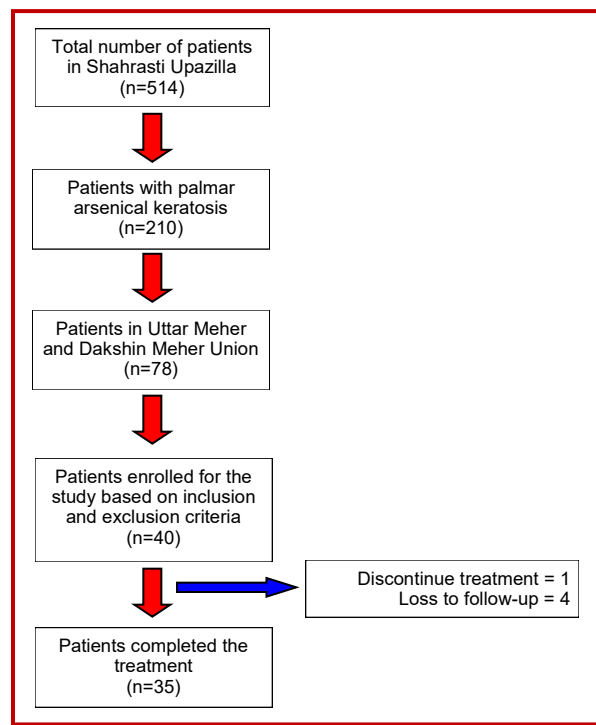 Total number of patients
in Shahrasti Upazilla
(n=514)
Patients with palmar
arsenical keratosis
(n=210)
Patients in Uttar Meher
and Dakshin Meher Union
(n=78)
Patients enrolled for the
study based on inclusion
and exclusion criteria
(n=40)
Discontinue treatment = 1
Loss to follow-up = 4
Patients completed the
treatment
(n=35)